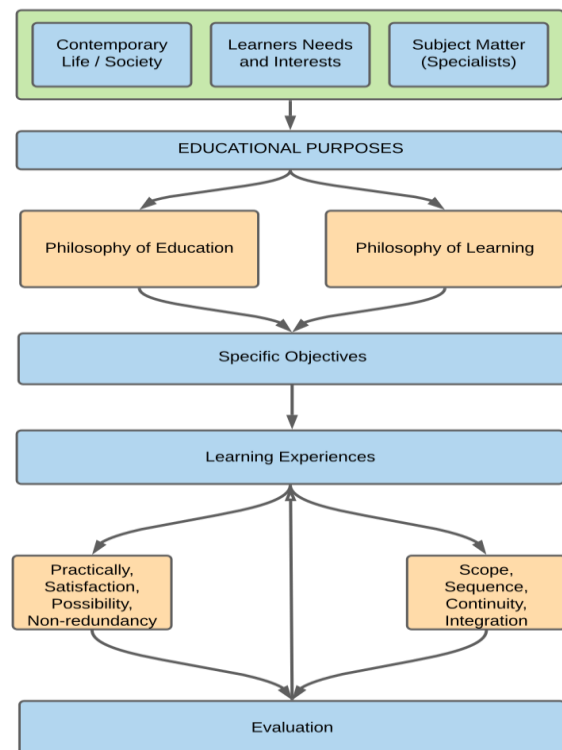 Contemporary
Life / Society
Learners Needs
and Interests
Subject Matter
(Specialists)
EDUCATIONAL PURPOSES
Philosophy of Education
Philosophy of Learning
Specific Objectives
Learning Experiences
Practically,
Satisfaction,
Possibility,
Non-redundancy
Scope,
Sequence,
Continuity,
Integration
Evaluation